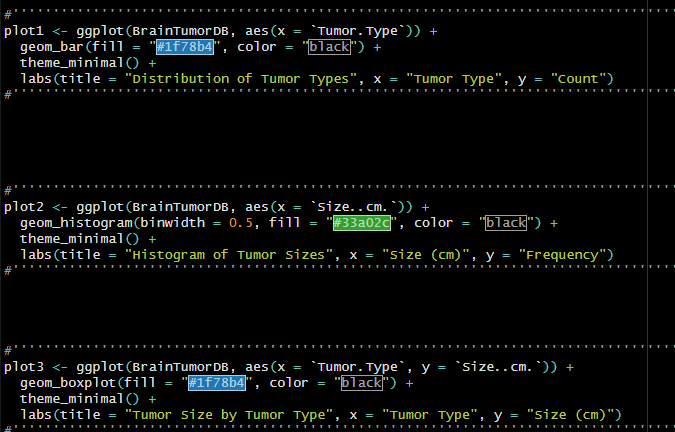 #''''''''''''''''''''''''''''''''''''''''''''''''''''''''''''''''''''''''''''''''''
plot1 <- ggplot(BrainTumorDB, aes(x = `Tumor.Type`)) +
  geom_bar(fill = "#1f78b4", color = "black") +
  theme_minimal() +
  labs(title = "Distribution of Tumor Types", x = "Tumor Type", y = "Count")
#''''''''''''''''''''''''''''''''''''''''''''''''''''''''''''''''''''''''''''''''''
#''''''''''''''''''''''''''''''''''''''''''''''''''''''''''''''''''''''''''''''''''
plot2 <- ggplot(BrainTumorDB, aes(x = `Size..cm.`)) +
  geom_histogram(binwidth = 0.5, fill = "#33a02c", color = "black") +
  theme_minimal() +
  labs(title = "Histogram of Tumor Sizes", x = "Size (cm)", y = "Frequency")
#''''''''''''''''''''''''''''''''''''''''''''''''''''''''''''''''''''''''''''''''''
#''''''''''''''''''''''''''''''''''''''''''''''''''''''''''''''''''''''''''''''''''
plot3 <- ggplot(BrainTumorDB, aes(x = `Tumor.Type`, y = `Size..cm.`)) +
  geom_boxplot(fill = "#1f78b4", color = "black") +
  theme_minimal() +
  labs(title = "Tumor Size by Tumor Type", x = "Tumor Type", y = "Size (cm)")
#''''''''''''''''''''''''''''''''''''''''''''''''''''''''''''''''''''''''''''''''''